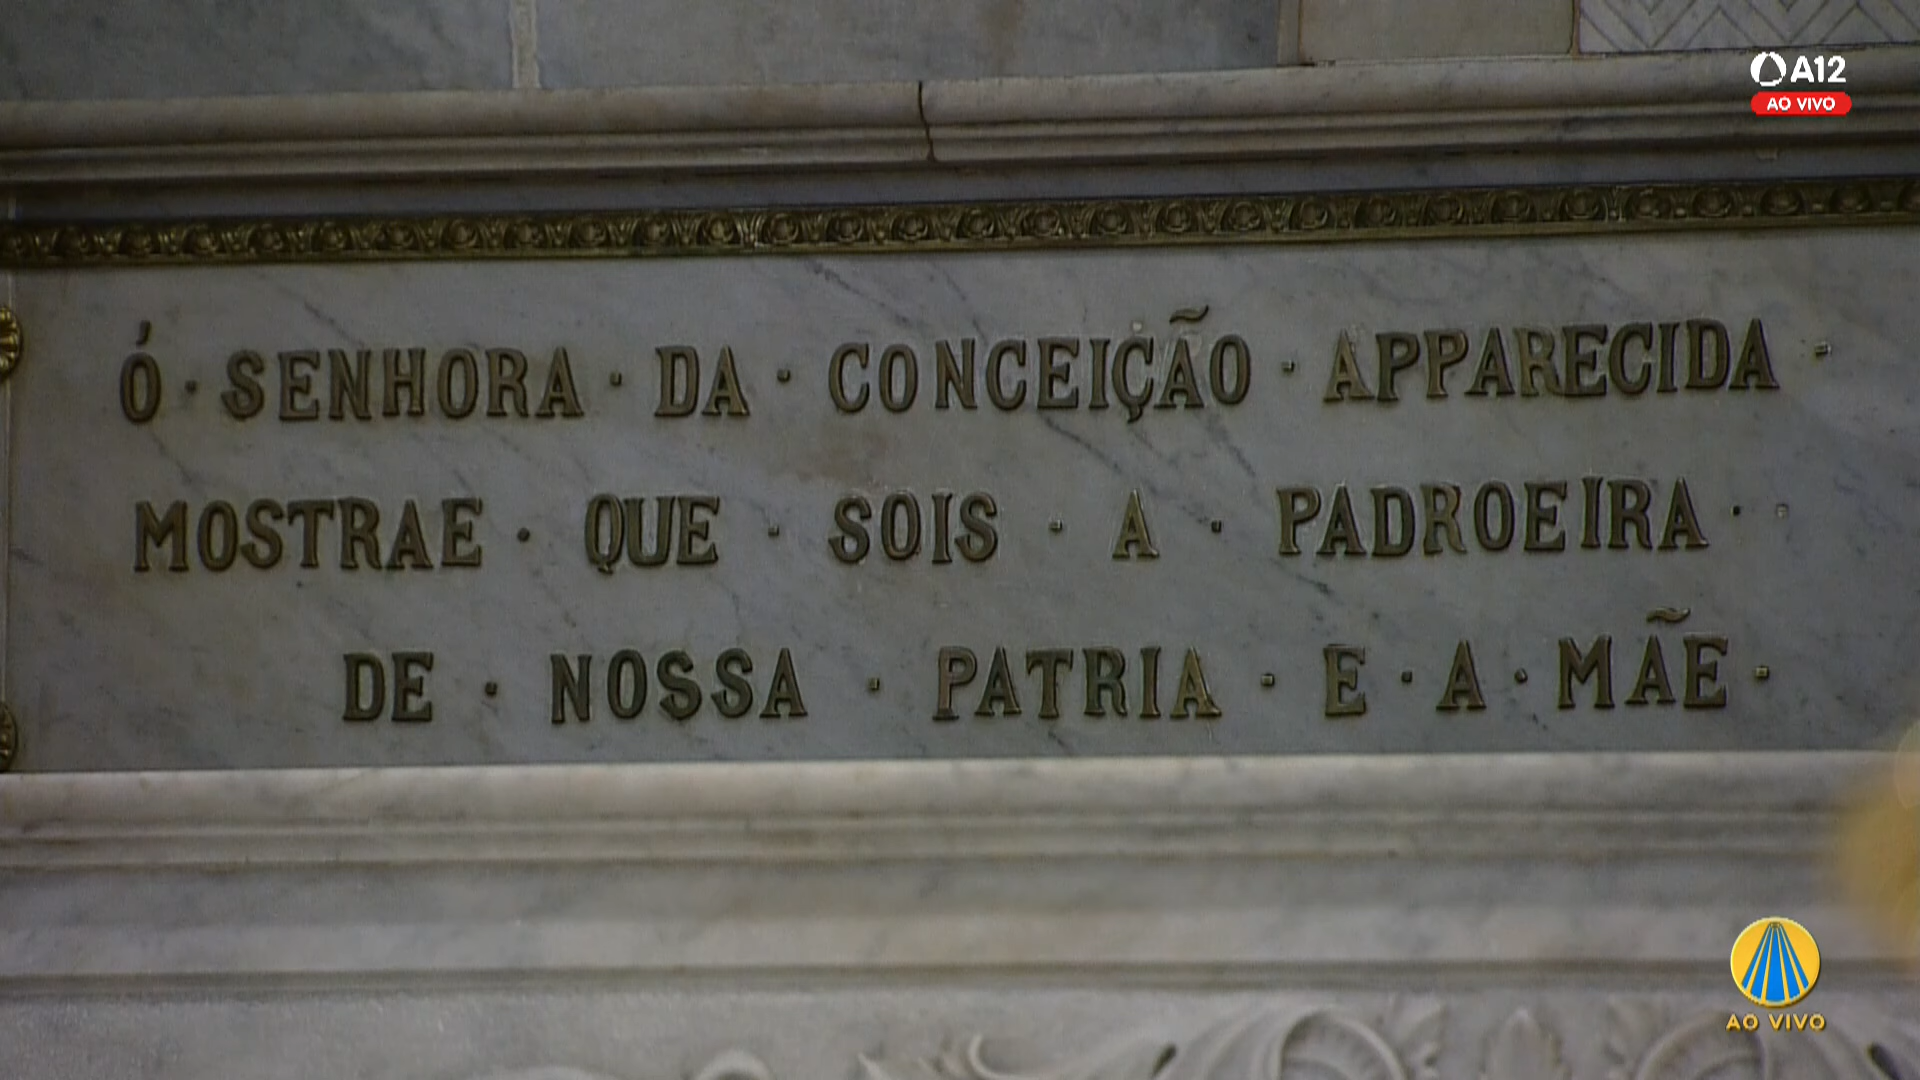 A12
AO VIVO
Ó · SENHORA · DA · CONCEIÇÃO · APPARECIDA ·
MOSTRAE · QUE · SOIS · A · PADROEIRA ·
DE · NOSSA · PATRIA · E · A · MÃE ·
AO VIVO